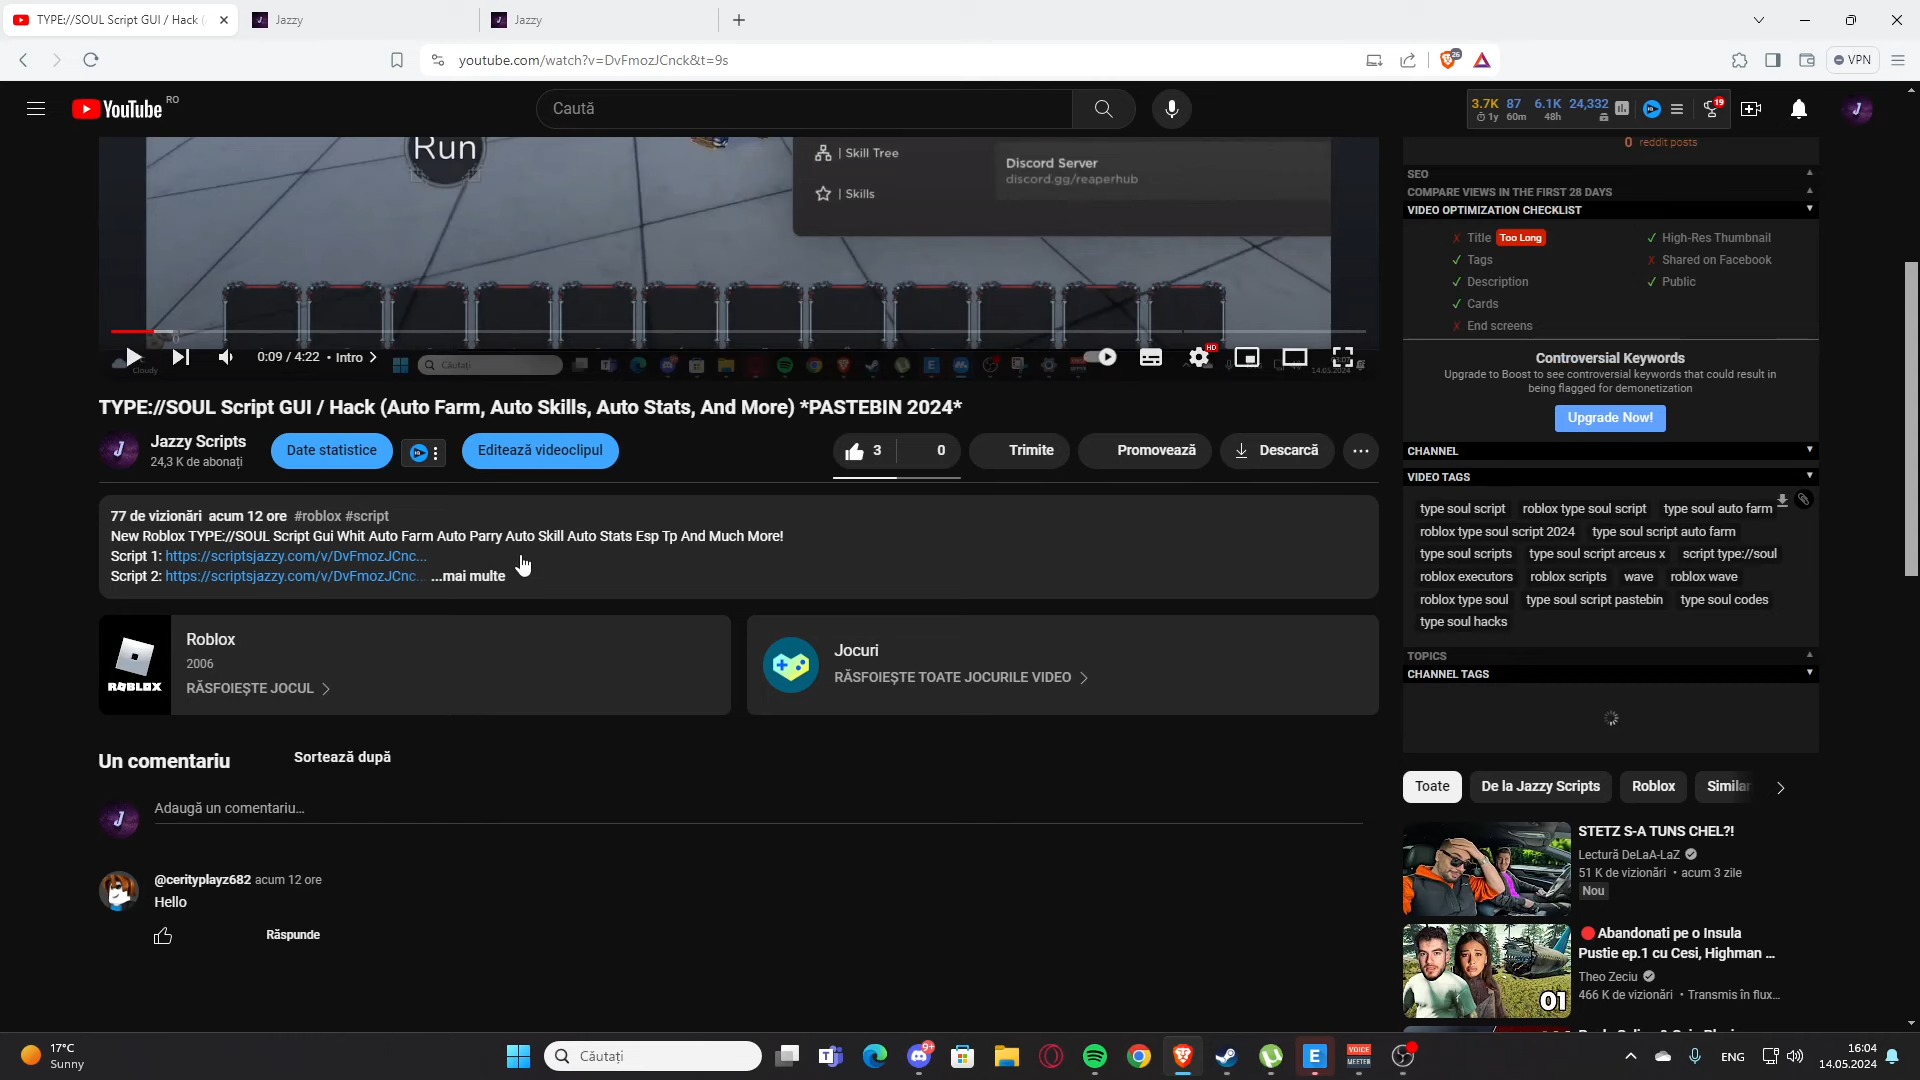 TYPE://SOUL Script GUI / Hack (
Jazzy
Jazzy
youtube.com/watch?v=DvFmozJCnck&t=9s
26
VPN
YouTube RO
Caută
3.7K 87 6.1K 24,332
1y 60m 48h
19
J
Run
Skill Tree
Skills
Discord Server
discord.gg/reaperhub
0:09 / 4:22 • Intro
Cloudy
Căutați
HD
14.05.2024
TYPE://SOUL Script GUI / Hack (Auto Farm, Auto Skills, Auto Stats, And More) *PASTEBIN 2024*
Jazzy Scripts
24,3 K de abonați
Date statistice
Editează videoclipul
3
0
Trimite
Promovează
Descarcă
77 de vizionări acum 12 ore #roblox #script
New Roblox TYPE://SOUL Script Gui Whit Auto Farm Auto Parry Auto Skill Auto Stats Esp Tp And Much More!
Script 1: https://scriptsjazzy.com/v/DvFmozJCnc...
Script 2: https://scriptsjazzy.com/v/DvFmozJCnc... ...mai multe
ROBLOX
Roblox
2006
RĂSFOIEȘTE JOCUL
Jocuri
RĂSFOIEȘTE TOATE JOCURILE VIDEO
Un comentariu
Sortează după
Adaugă un comentariu...
@cerityplayz682 acum 12 ore
Hello
Răspunde
0 reddit posts
SEO
COMPARE VIEWS IN THE FIRST 28 DAYS
VIDEO OPTIMIZATION CHECKLIST
Title Too Long
High-Res Thumbnail
Tags
Shared on Facebook
Description
Public
Cards
End screens
Controversial Keywords
Upgrade to Boost to see controversial keywords that could result in
being flagged for demonetization
Upgrade Now!
CHANNEL
VIDEO TAGS
type soul script roblox type soul script type soul auto farm
roblox type soul script 2024 type soul script auto farm
type soul scripts type soul script arceus x script type://soul
roblox executors roblox scripts wave roblox wave
roblox type soul type soul script pastebin type soul codes
type soul hacks
TOPICS
CHANNEL TAGS
Toate
De la Jazzy Scripts
Roblox
Similar
STETZ S-A TUNS CHEL?!
Lectură DeLaA-LaZ
51 K de vizionări • acum 3 zile
Nou
01
Abandonati pe o Insula
Pustie ep.1 cu Cesi, Highman ...
Theo Zeciu
466 K de vizionări • Transmis în flux...
17°C
Sunny
Căutați
9+
E
VOICE
MEETER
ENG
16:04
14.05.2024